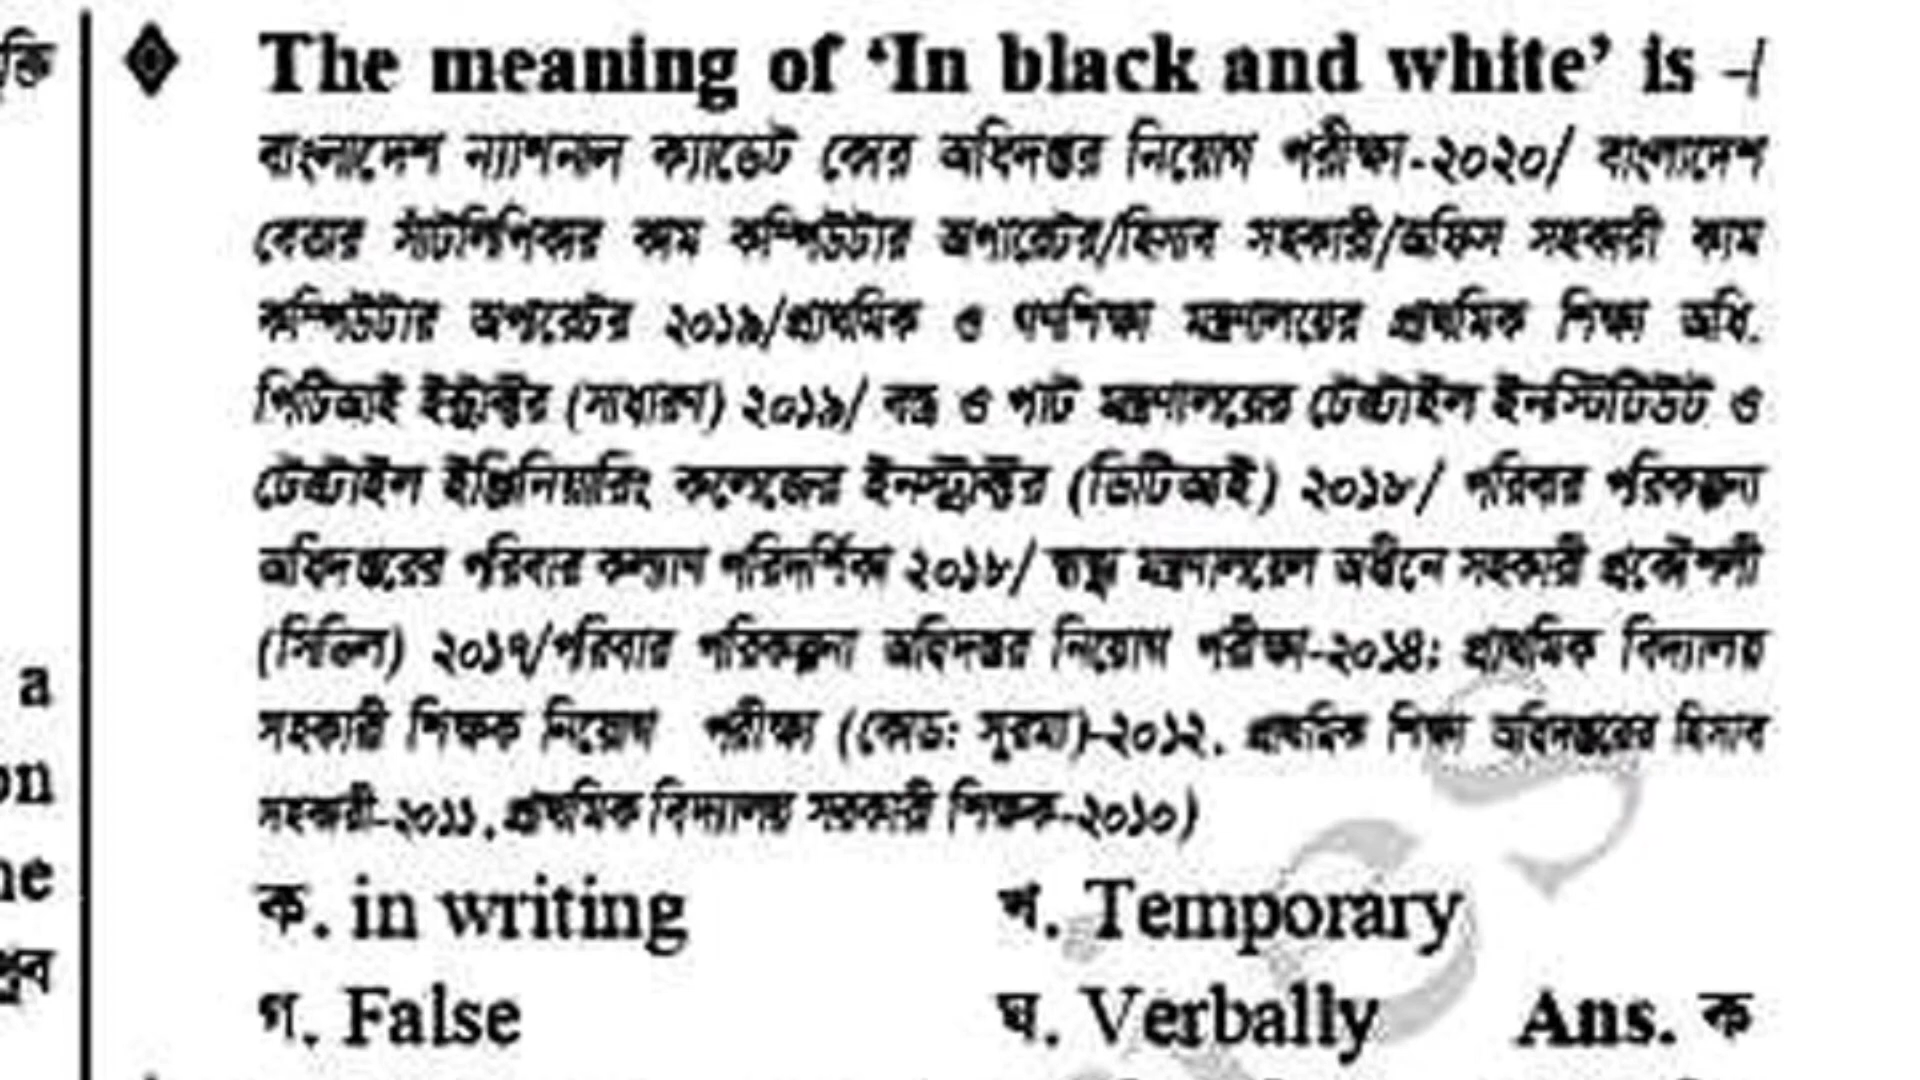 The meaning of ‘In black and white’ is -/
বাংলাদেশ ন্যাশনাল ক্যাডেট কোর অধিদপ্তর নিয়োগ পরীক্ষা-২০২০/ বাংলাদেশ
বেতার সাঁটলিপিকার কাম কম্পিউটার অপারেটর/হিসাব সহকারী/অফিস সহকারী কাম
কম্পিউটার অপারেটর ২০১৯/প্রাথমিক ও গণশিক্ষা মন্ত্রণালয়ের প্রাথমিক শিক্ষা অধি.
পিটিআই ইন্সট্রাক্টর (সাধারণ) ২০১৯/ বস্ত্র ও পাট মন্ত্রণালয়ের টেক্সটাইল ইনস্টিটিউট ও
টেক্সটাইল ইঞ্জিনিয়ারিং কলেজের ইনস্ট্রাক্টর (ভিটিআই) ২০১৮/ পরিবার পরিকল্পনা
অধিদপ্তরের পরিবার কল্যাণ পরিদর্শিকা ২০১৮/ মন্ত্রণালয়ের অধীনে সহকারী প্রকৌশলী
(সিভিল) ২০১৭/পরিবার পরিকল্পনা অধিদপ্তর নিয়োগ পরীক্ষা-২০১৪; প্রাথমিক বিদ্যালয়
সহকারী শিক্ষক নিয়োগ পরীক্ষা (কোড: সুরমা)-২০১২, প্রাথমিক শিক্ষা অধিদপ্তরের হিসাব
সহকারী-২০১১, প্রাথমিক বিদ্যালয় সহকারী শিক্ষক-২০১০)
ক. in writing খ. Temporary
গ. False ঘ. Verbally Ans. ক